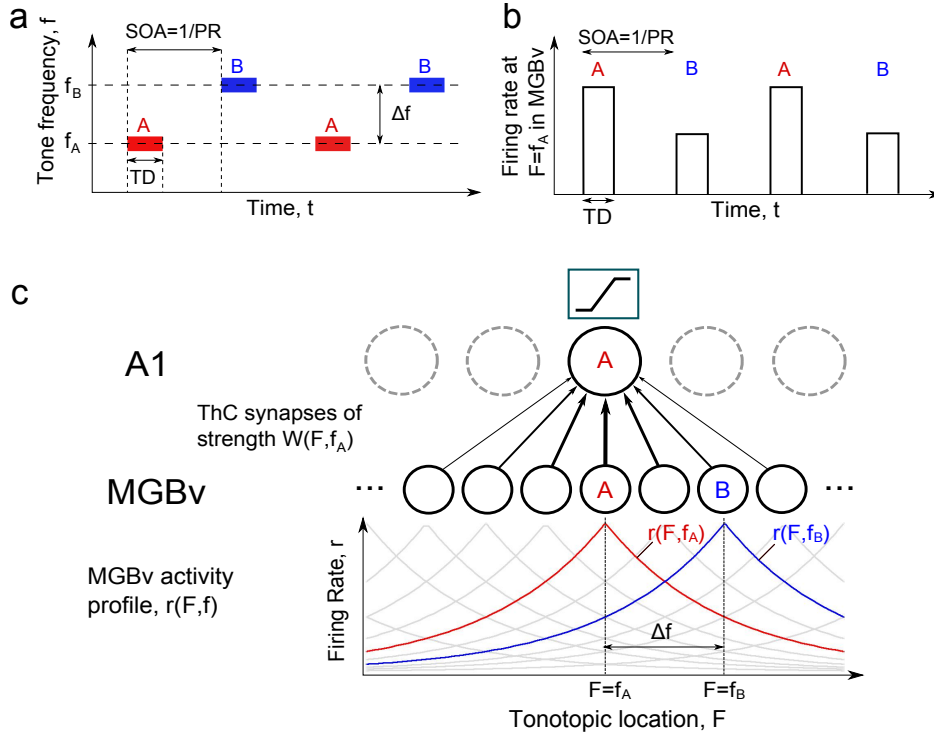 a
SOA=1/PR
Tone frequency, f
f_B
f_A
B
B
A
A
Δf
TD
Time, t
b
SOA=1/PR
Firing rate at
F=f_A in MGBv
A
B
A
B
TD
Time, t
c
A1
A
ThC synapses of
strength W(F,f_A)
MGBv
...
A
B
...
MGBv activity
profile, r(F,f)
Firing Rate, r
r(F,f_A)
r(F,f_B)
Δf
F=f_A
F=f_B
Tonotopic location, F